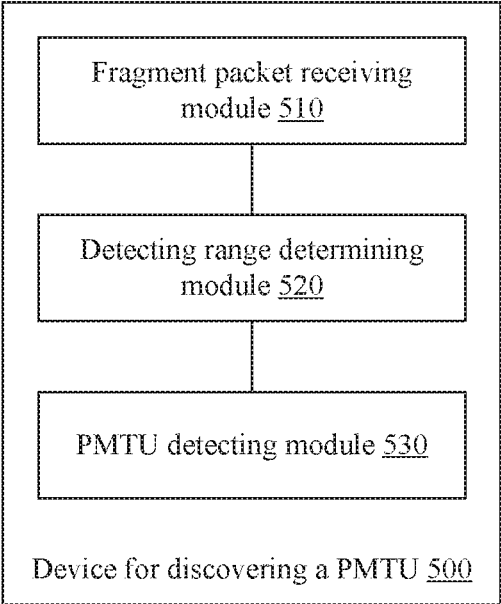 Fragment packet receiving
module 510
Detecting range determining
module 520
PMTU detecting module 530
Device for discovering a PMTU 500